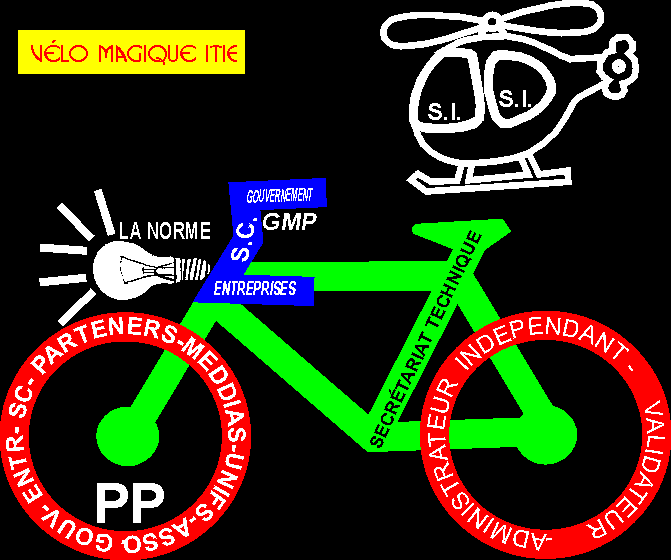 VÉLO MAGIQUE ITIE
S.I.
S.I.
GOUVERNEMENT
S.C.
GMP
LA NORME
ENTREPRISES
SECRÉTARIAT TECHNIQUE
GOUV- ENTR- SC- PARTENERS-MEDDIAS-UNIFS-ASSO.
PP
-ADMINISTRATEUR INDEPENDANT-
VALIDATEUR